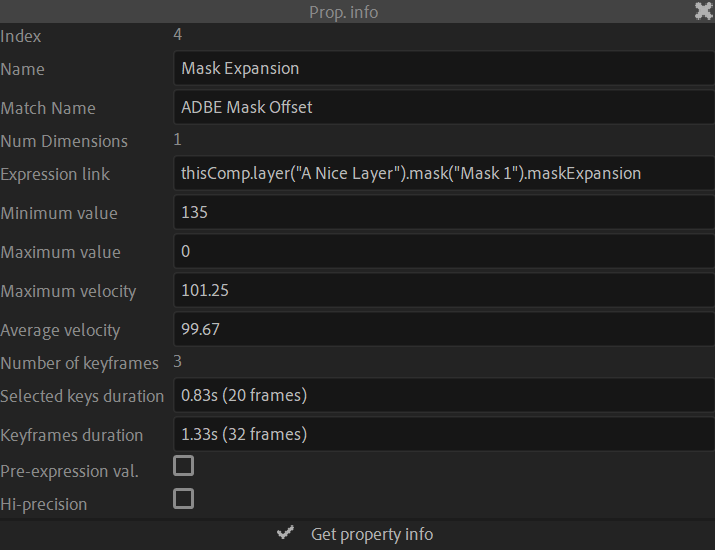 Prop. info
Index 4
Name Mask Expansion
Match Name ADBE Mask Offset
Num Dimensions 1
Expression link thisComp.layer("A Nice Layer").mask("Mask 1").maskExpansion
Minimum value 135
Maximum value 0
Maximum velocity 101.25
Average velocity 99.67
Number of keyframes 3
Selected keys duration 0.83s (20 frames)
Keyframes duration 1.33s (32 frames)
Pre-expression val.
Hi-precision
Get property info